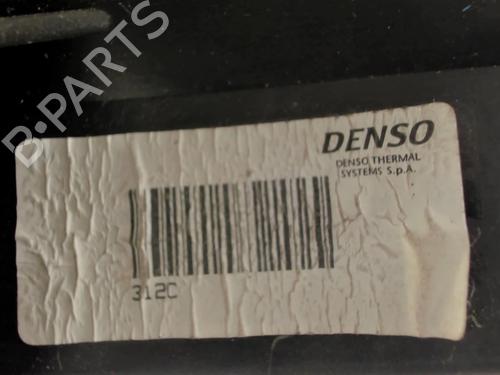 B-PARTS
DENSO
DENSO THERMAL
SYSTEMS S.p.A.
312C